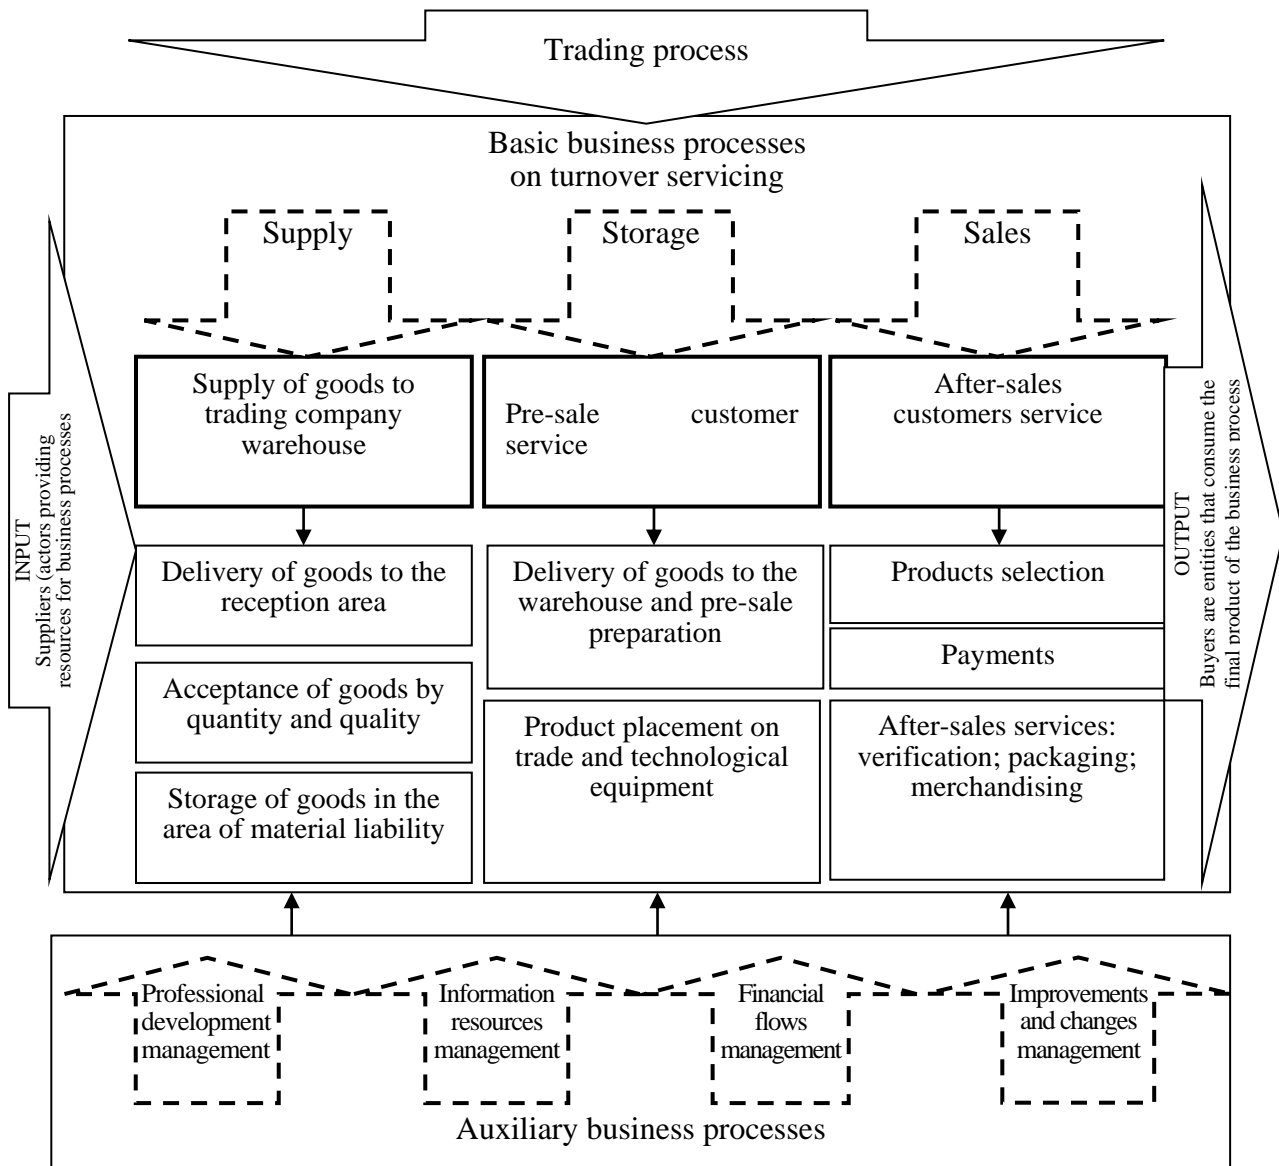 Trading process
Basic business processes
on turnover servicing
Supply
Storage
Sales
Supply of goods to
trading company
warehouse
Pre-sale customer
service
After-sales
customers service
INPUT
Suppliers (actors providing
resources for business processes
Delivery of goods to the
reception area
Acceptance of goods by
quantity and quality
Storage of goods in the
area of material liability
Delivery of goods to the
warehouse and pre-sale
preparation
Product placement on
trade and technological
equipment
Products selection
Payments
After-sales services:
verification; packaging;
merchandising
OUTPUT
Buyers are entities that consume the
final product of the business process
Professional
development
management
Information
resources
management
Financial
flows
management
Improvements
and changes
management
Auxiliary business processes